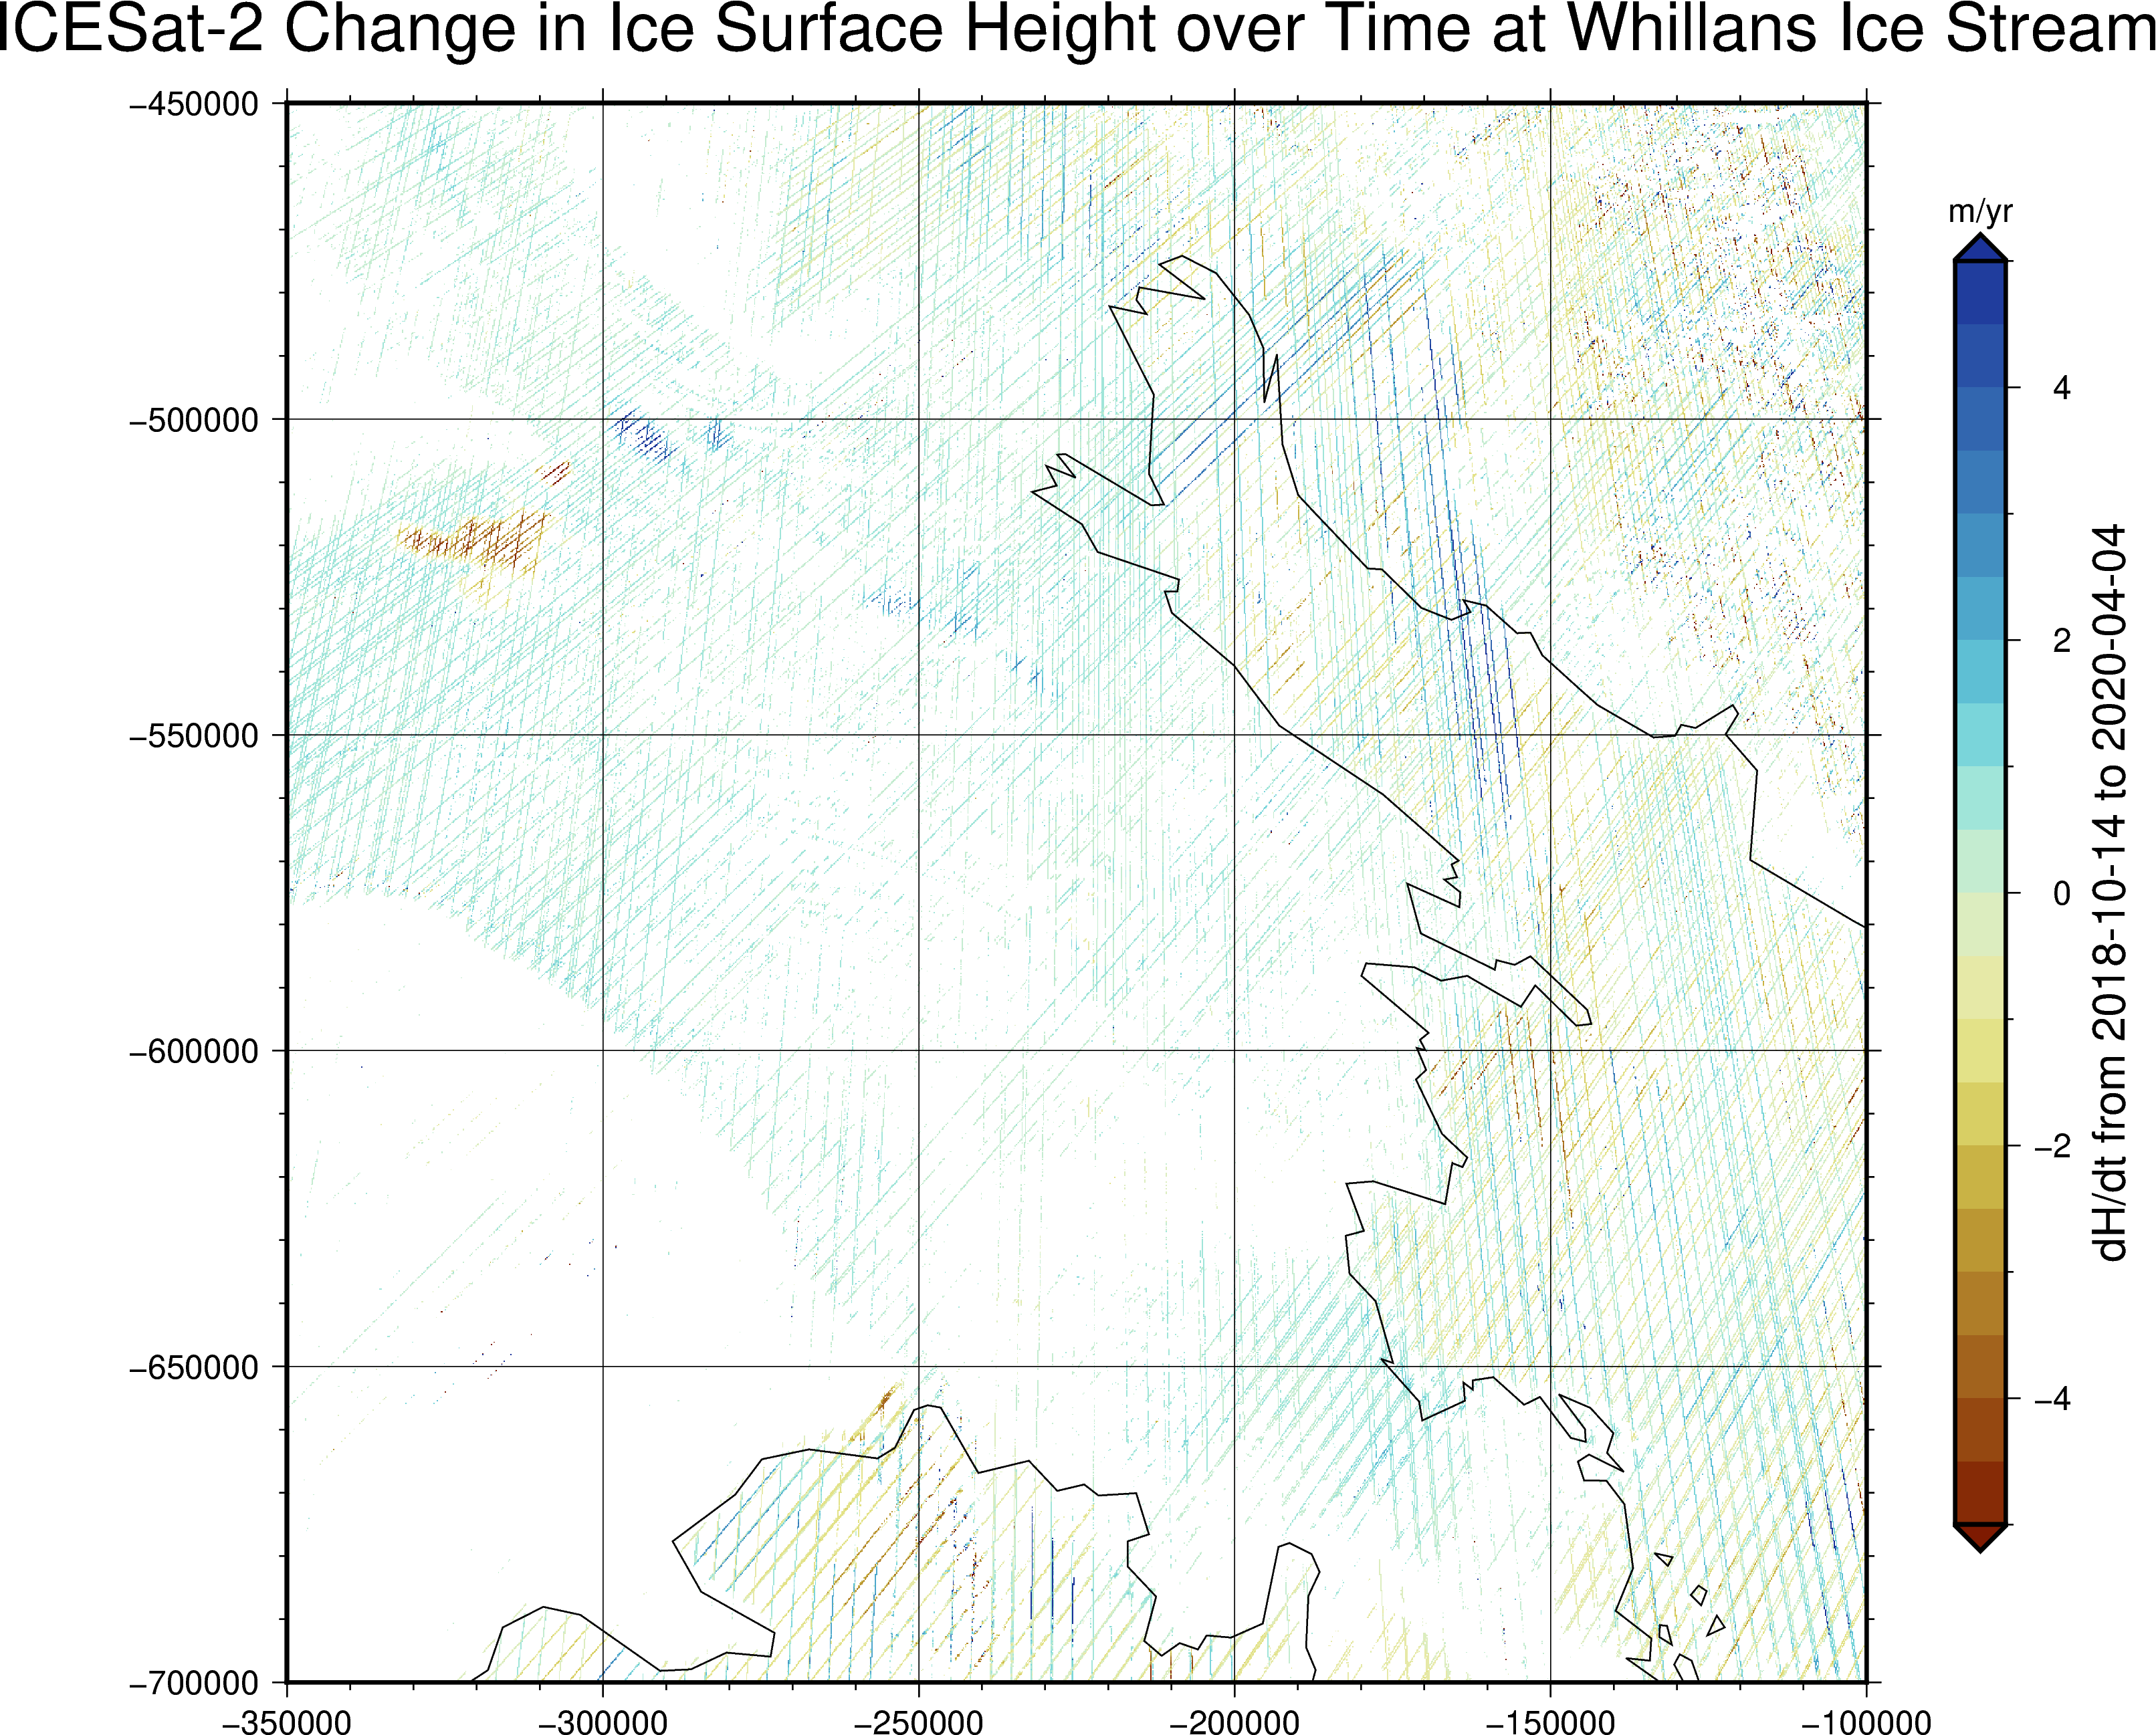 ICESat-2 Change in Ice Surface Height over Time at Whillans Ice Stream
−450000
−500000
−550000
−600000
−650000
−700000
−350000 −300000 −250000 −200000 −150000 −100000
m/yr
4
2
0
−2
−4
dH/dt from 2018-10-14 to 2020-04-04